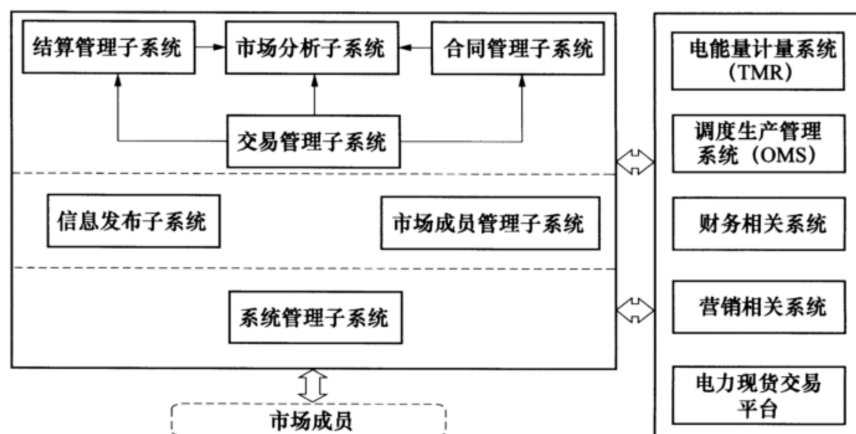 结算管理子系统
市场分析子系统
合同管理子系统
交易管理子系统
信息发布子系统
市场成员管理子系统
系统管理子系统
市场成员
电能量计量系统
（TMR）
调度生产管理
系统（OMS）
财务相关系统
营销相关系统
电力现货交易
平台